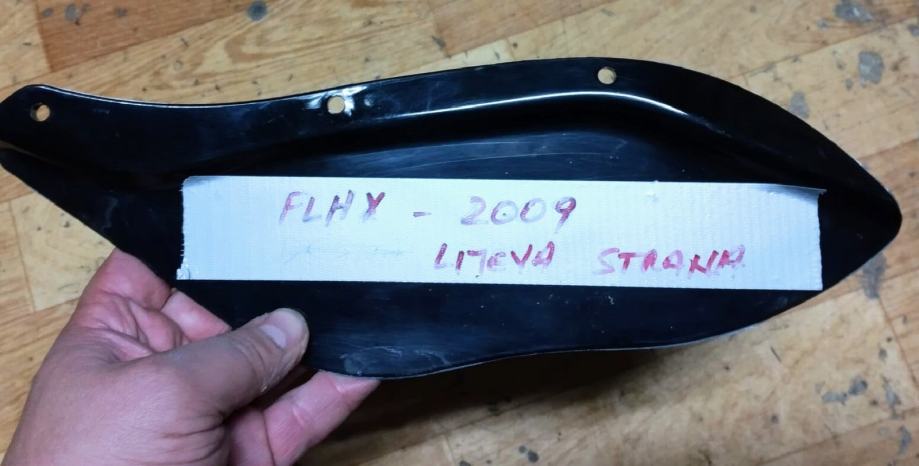 FLHX - 2009
LIJEVA STRANA